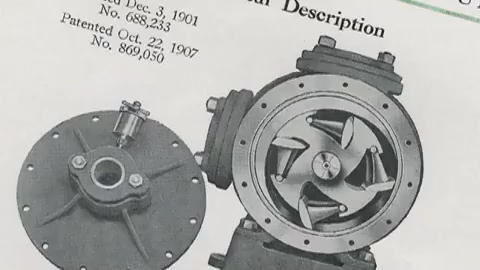 Dec. 3, 1901
No. 688,233
Patented Oct. 22, 1907
No. 869,050
Description